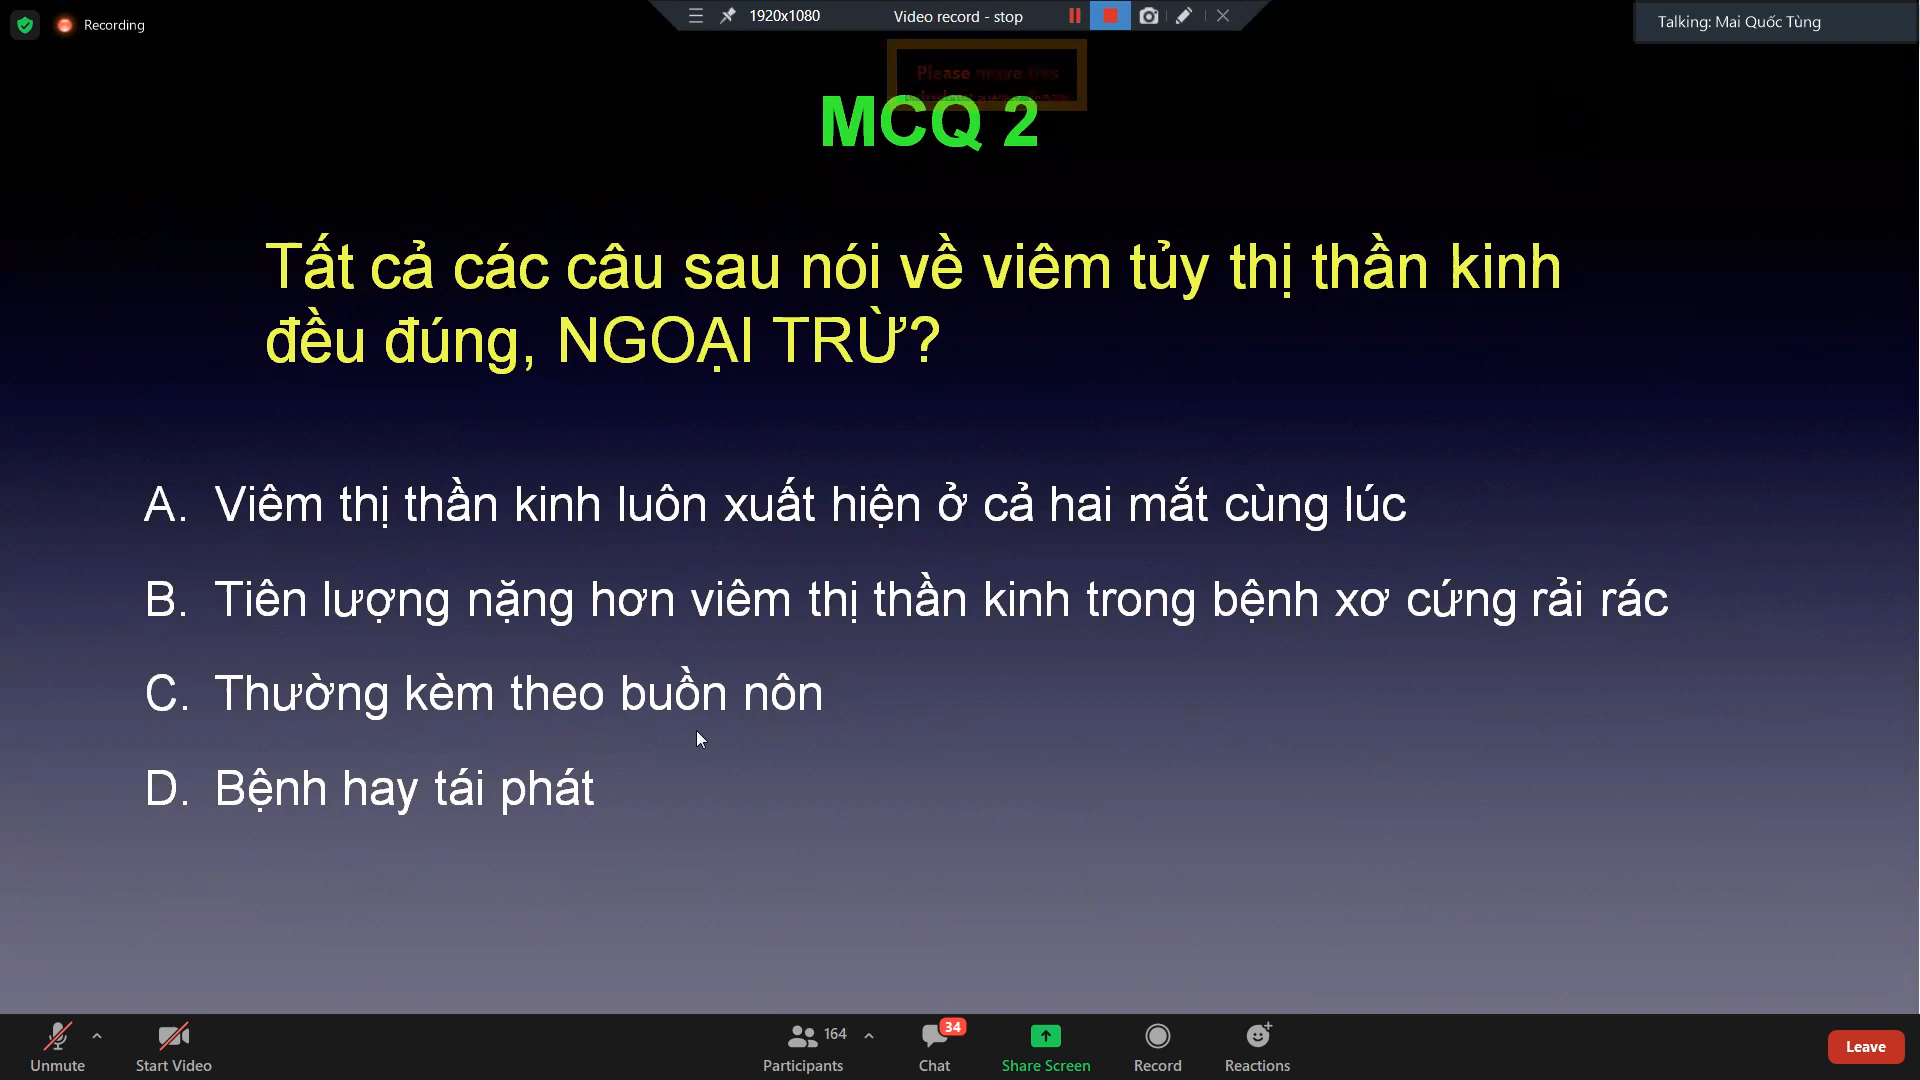 Recording
1920x1080
Video record - stop
Talking: Mai Quốc Tùng
Please move this
MCQ 2
Tất cả các câu sau nói về viêm tủy thị thần kinh
đều đúng, NGOẠI TRỪ?
A. Viêm thị thần kinh luôn xuất hiện ở cả hai mắt cùng lúc
B. Tiên lượng nặng hơn viêm thị thần kinh trong bệnh xơ cứng rải rác
C. Thường kèm theo buồn nôn
D. Bệnh hay tái phát
164
34
Unmute
Start Video
Participants
Chat
Share Screen
Record
Reactions
Leave